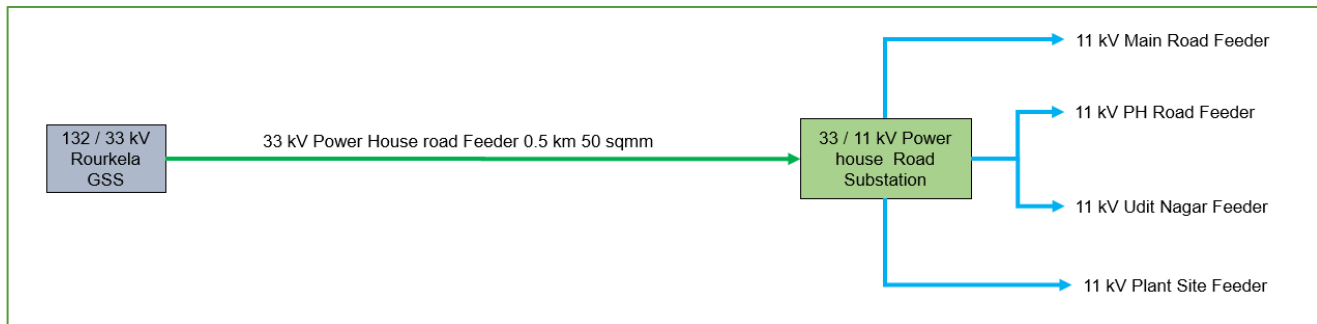 132 / 33 kV
Rourkela
GSS
33 kV Power House road Feeder 0.5 km 50 sqmm
33 / 11 kV Power
house Road
Substation
11 kV Main Road Feeder
11 kV PH Road Feeder
11 kV Udit Nagar Feeder
11 kV Plant Site Feeder